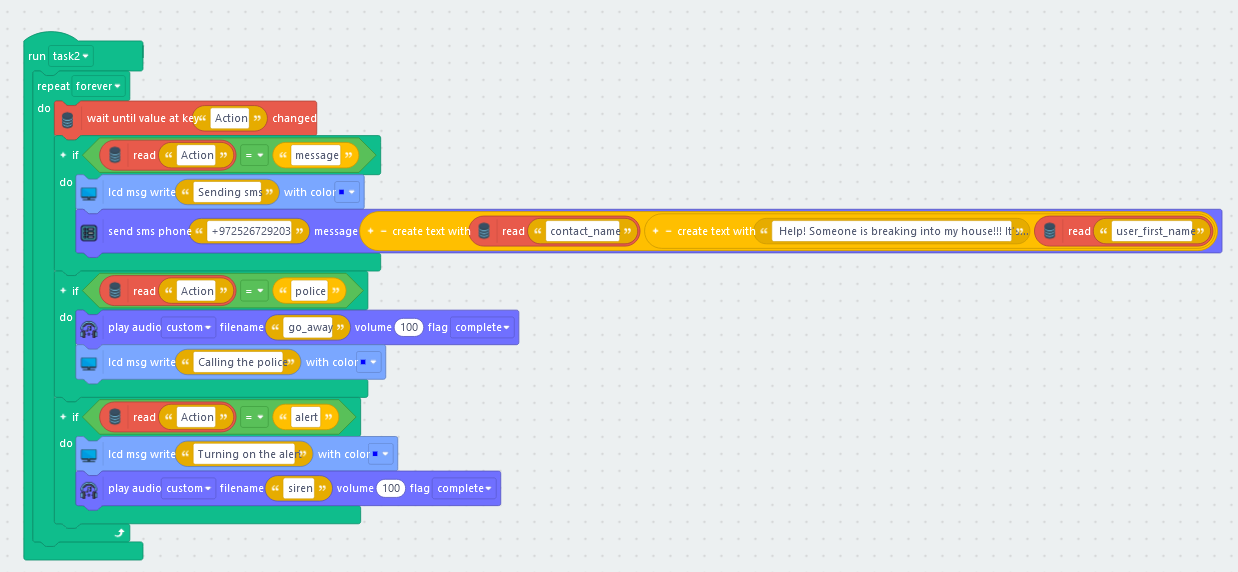 run task2
repeat forever
do wait until value at key “ Action ” changed
+ if read “ Action ” = “ message ”
do lcd msg write “ Sending sms ” with color
send sms phone “ +972526729203 ” message + − create text with read “ contact_name ” + − create text with “ Help! Someone is breaking into my house!!! It ... read “ user_first_name ”
+ if read “ Action ” = “ police ”
do play audio custom filename “ go_away ” volume 100 flag complete
lcd msg write “ Calling the police ” with color
+ if read “ Action ” = “ alert ”
do lcd msg write “ Turning on the alert ” with color
play audio custom filename “ siren ” volume 100 flag complete